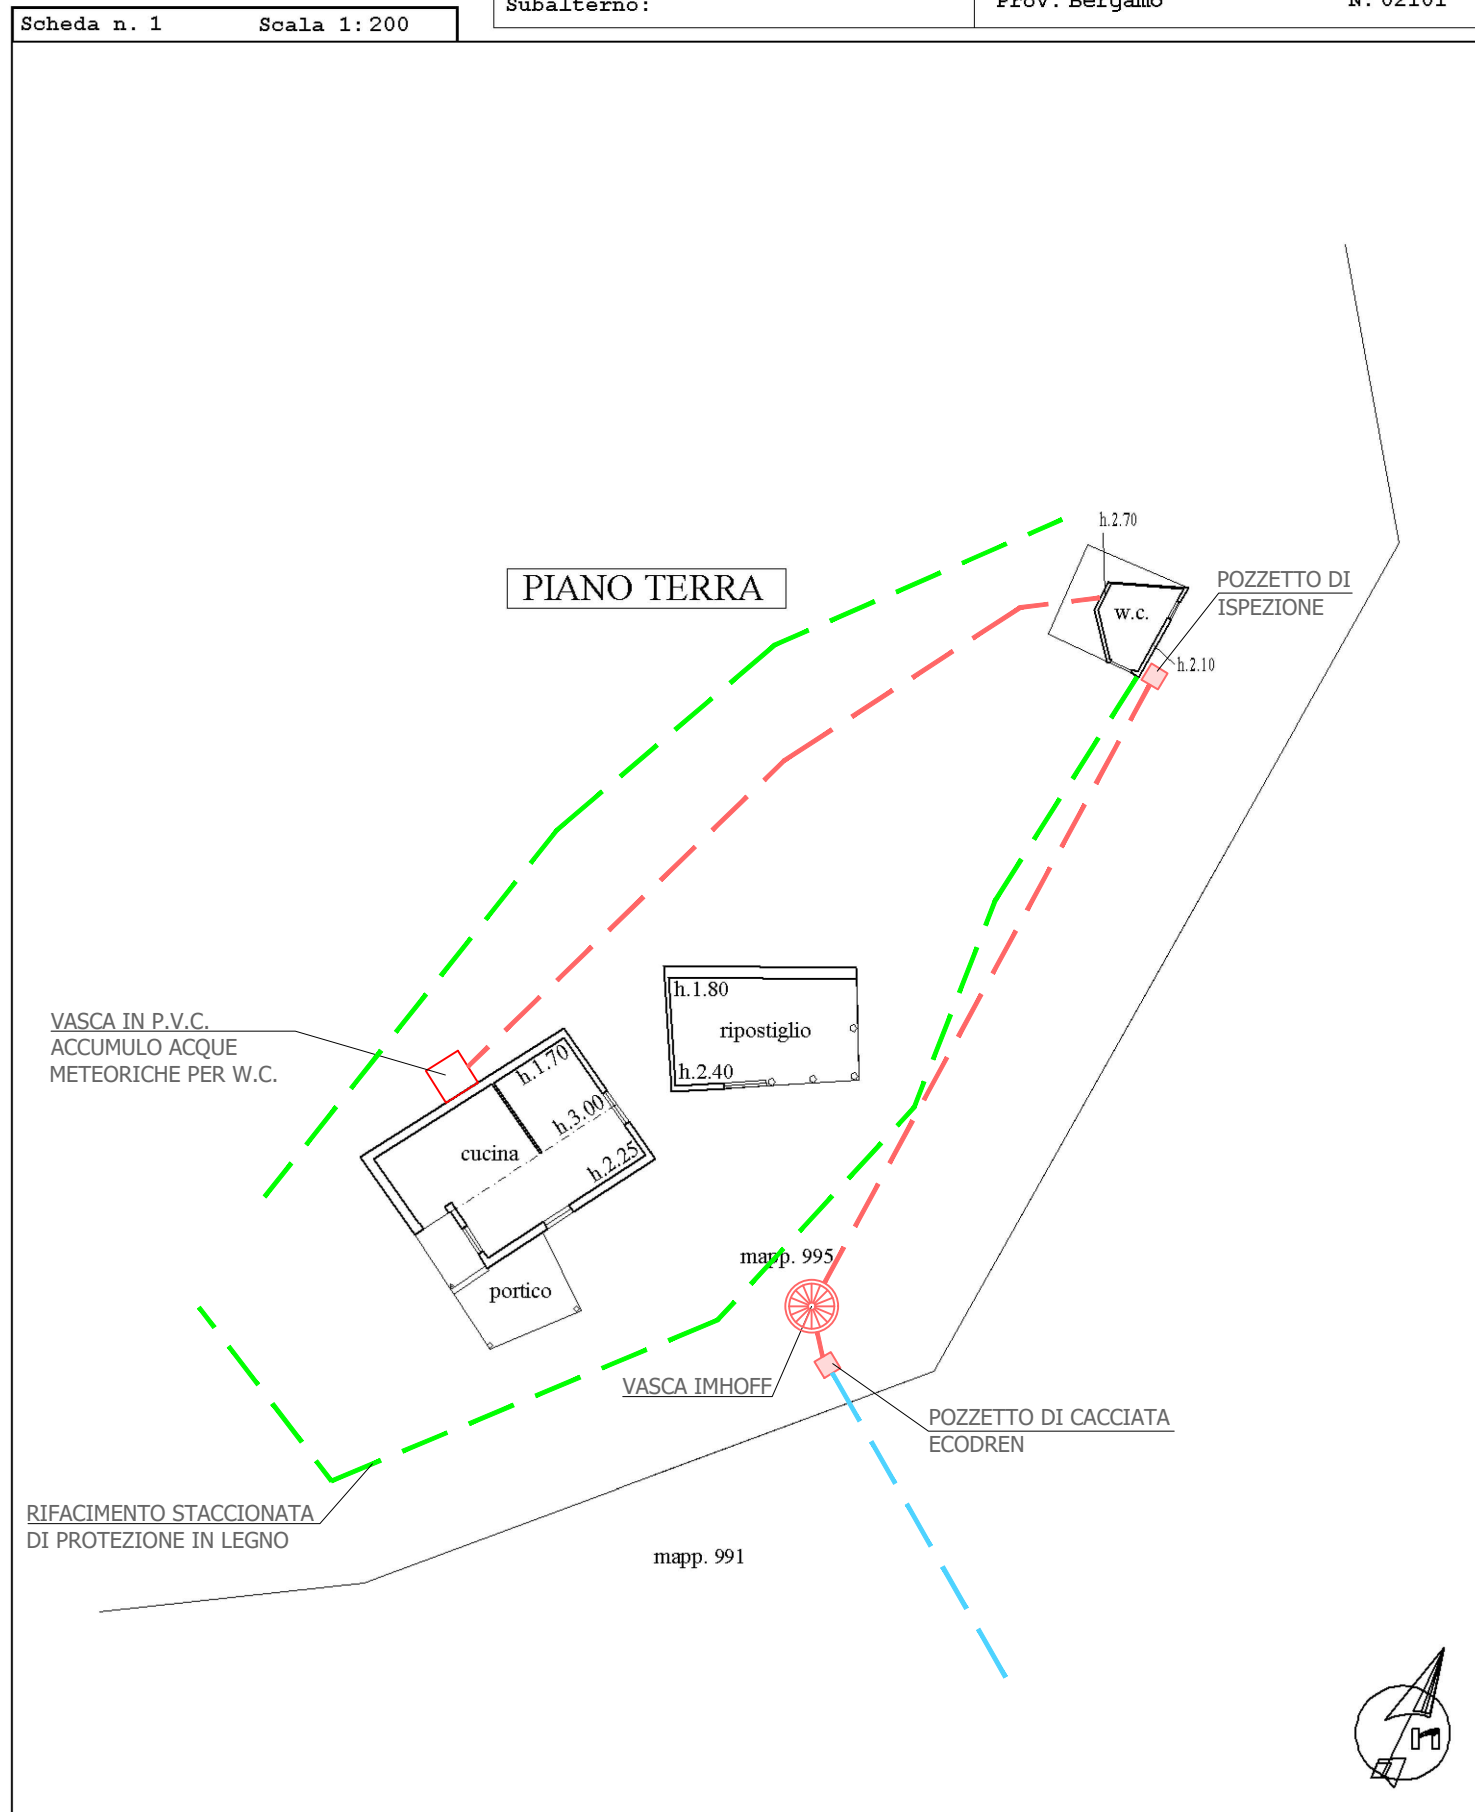 Subalterno:
Prov. Bergamo
N. 02101
Scheda n. 1
Scala 1:200
h.2.70
PIANO TERRA
POZZETTO DI
ISPEZIONE
w.c.
h.2.10
h.1.80
ripostiglio
h.2.40
VASCA IN P.V.C.
ACCUMULO ACQUE
METEORICHE PER W.C.
h.1.70
h.3.00
cucina
h.2.25
mapp. 995
portico
VASCA IMHOFF
POZZETTO DI CACCIATA
ECODREN
RIFACIMENTO STACCIONATA
DI PROTEZIONE IN LEGNO
mapp. 991
n